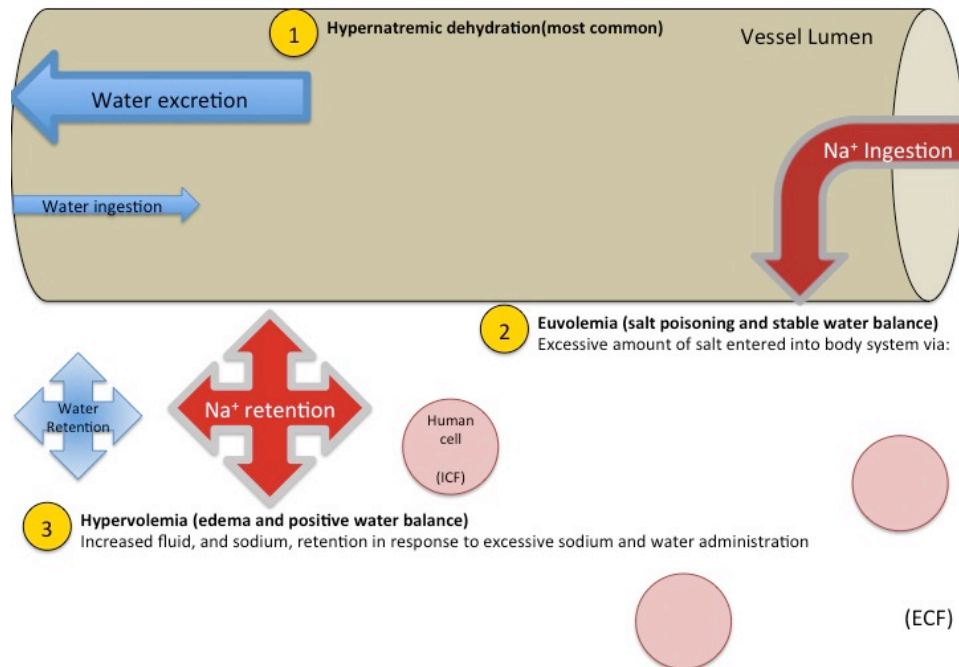 1
Hypernatremic dehydration(most common)
Vessel Lumen
Water excretion
Na⁺ Ingestion
Water ingestion
2
Euvolemia (salt poisoning and stable water balance)
Excessive amount of salt entered into body system via:
Water
Retention
Na⁺ retention
Human
cell
(ICF)
3
Hypervolemia (edema and positive water balance)
Increased fluid, and sodium, retention in response to excessive sodium and water administration
(ECF)